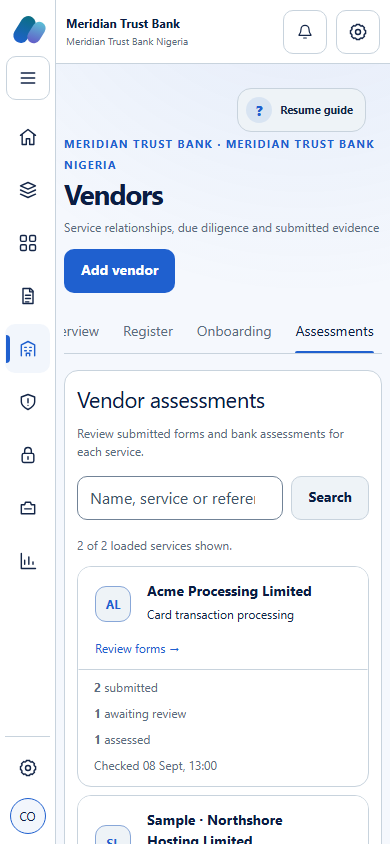 Meridian Trust Bank
Meridian Trust Bank Nigeria
? Resume guide
MERIDIAN TRUST BANK · MERIDIAN TRUST BANK
NIGERIA
Vendors
Service relationships, due diligence and submitted evidence
Add vendor
erview Register Onboarding Assessments
Vendor assessments
Review submitted forms and bank assessments for
each service.
Name, service or referei
Search
2 of 2 loaded services shown.
AL
Acme Processing Limited
Card transaction processing
Review forms →
2 submitted
1 awaiting review
1 assessed
Checked 08 Sept, 13:00
SL
Sample · Northshore
Hosting Limited
CO